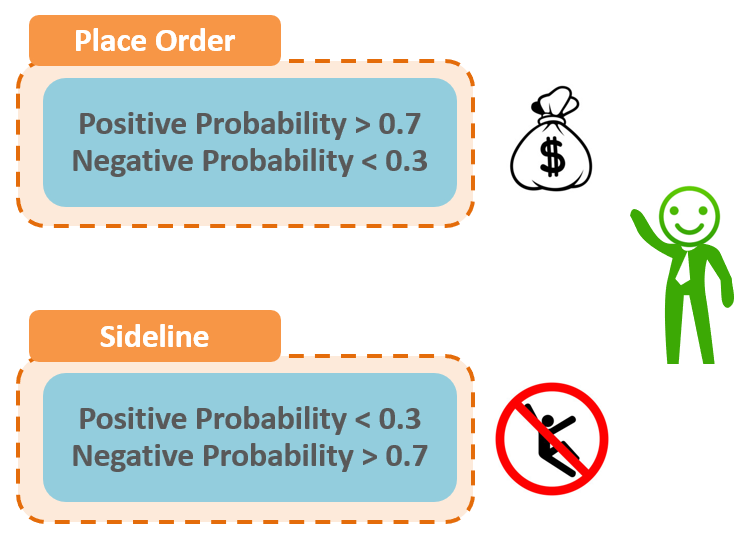 Place Order
Positive Probability > 0.7
Negative Probability < 0.3
$
Sideline
Positive Probability < 0.3
Negative Probability > 0.7